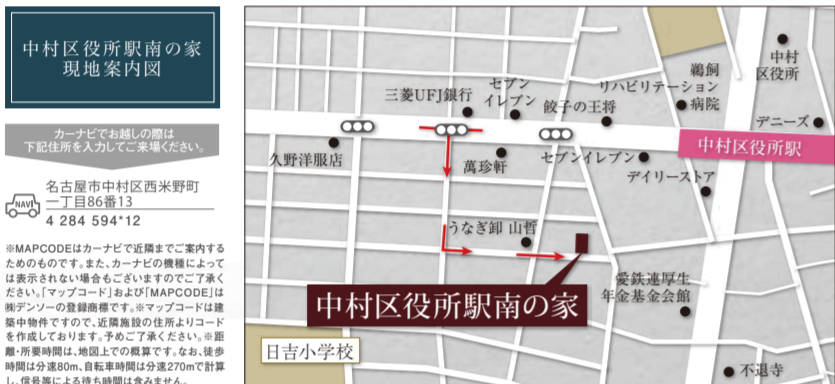 中村区役所駅南の家
現地案内図
カーナビでお越しの際は
下記住所を入力してご来場ください。
NAVI
名古屋市中村区西米野町
一丁目86番13
4 284 594*12
※MAPCODEはカーナビで近隣までご案内する
ためのものです。また、カーナビの機種によって
は表示されない場合もございますのでご了承く
ださい。「マップコード」および「MAPCODE」は
㈱デンソーの登録商標です。※マップコードは建
築中物件ですので、近隣施設の住所よりコード
を作成しております。予めご了承ください。※距
離・所要時間は、地図上での概算です。なお、徒歩
時間は分速80m、自転車時間は分速270mで計算
し、信号等による待ち時間は含みません。
中村
区役所
鵜飼
リハビリテーション
病院
セブン
イレブン
三菱UFJ銀行
餃子の王将
デニーズ
中村区役所駅
久野洋服店
萬珍軒
セブンイレブン
デイリーストア
うなぎ卸 山哲
愛鉄連厚生
年金基金会館
中村区役所駅南の家
日吉小学校
不退寺